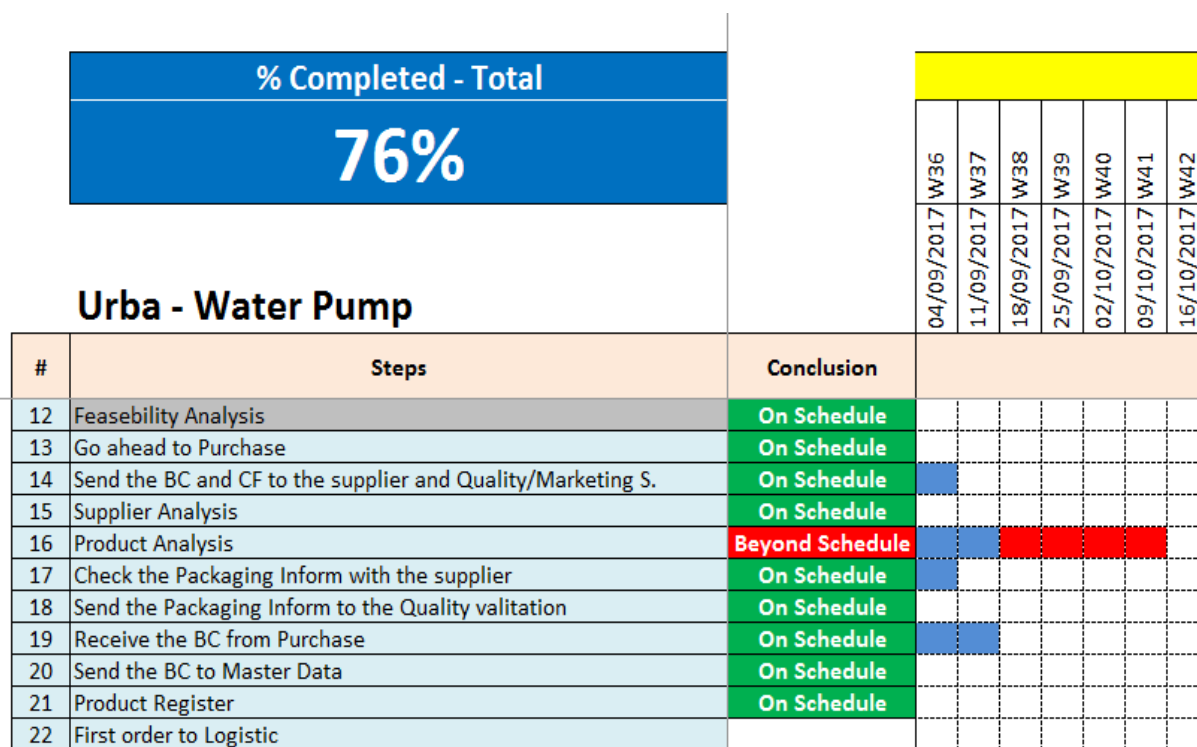 % Completed - Total
76%
W36 W37 W38 W39 W40 W41 W42
04/09/2017 11/09/2017 18/09/2017 25/09/2017 02/10/2017 09/10/2017 16/10/2017
Urba - Water Pump
# Steps Conclusion
12 Feasebility Analysis On Schedule
13 Go ahead to Purchase On Schedule
14 Send the BC and CF to the supplier and Quality/Marketing S. On Schedule
15 Supplier Analysis On Schedule
16 Product Analysis Beyond Schedule
17 Check the Packaging Inform with the supplier On Schedule
18 Send the Packaging Inform to the Quality valitation On Schedule
19 Receive the BC from Purchase On Schedule
20 Send the BC to Master Data On Schedule
21 Product Register On Schedule
22 First order to Logistic